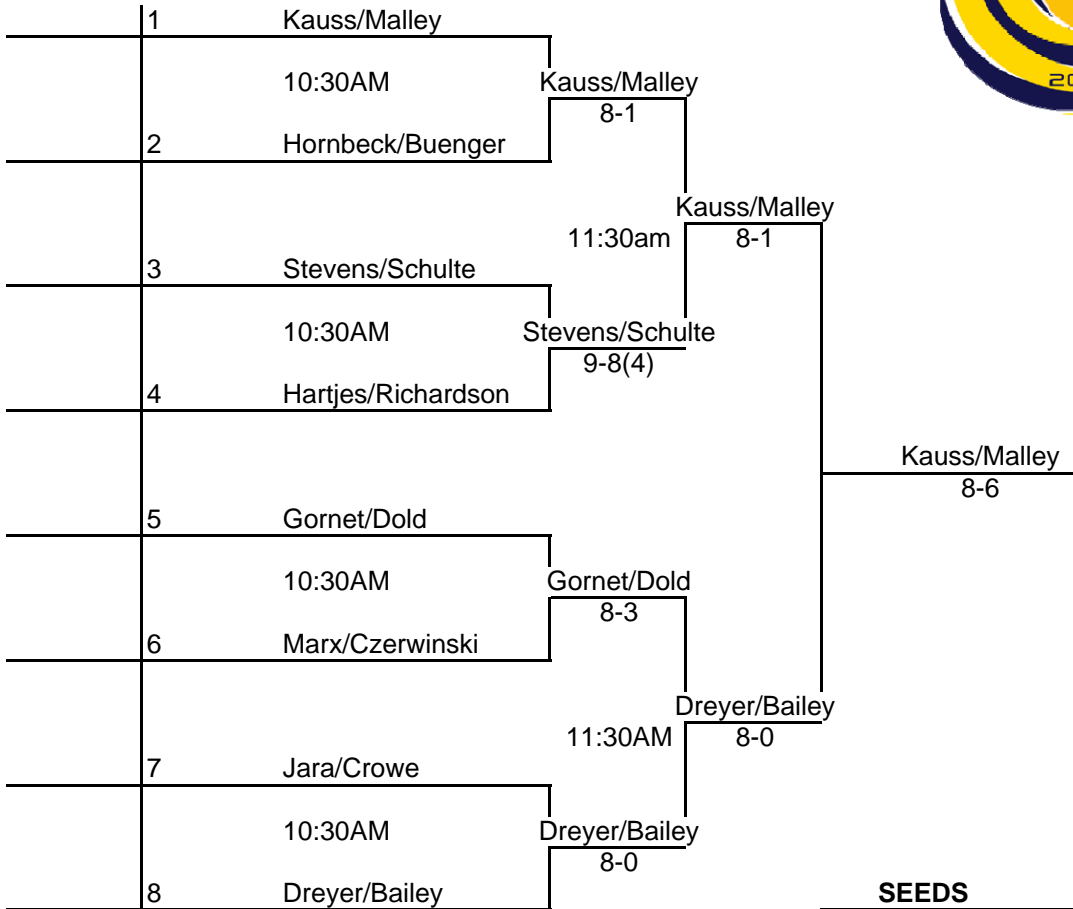 1 Kauss/Malley
10:30AM Kauss/Malley
8-1
2 Hornbeck/Buenger
Kauss/Malley
11:30am 8-1
3 Stevens/Schulte
10:30AM Stevens/Schulte
9-8(4)
4 Hartjes/Richardson
Kauss/Malley
8-6
5 Gornet/Dold
10:30AM Gornet/Dold
8-3
6 Marx/Czerwinski
Dreyer/Bailey
11:30AM 8-0
7 Jara/Crowe
10:30AM Dreyer/Bailey
8-0
8 Dreyer/Bailey SEEDS